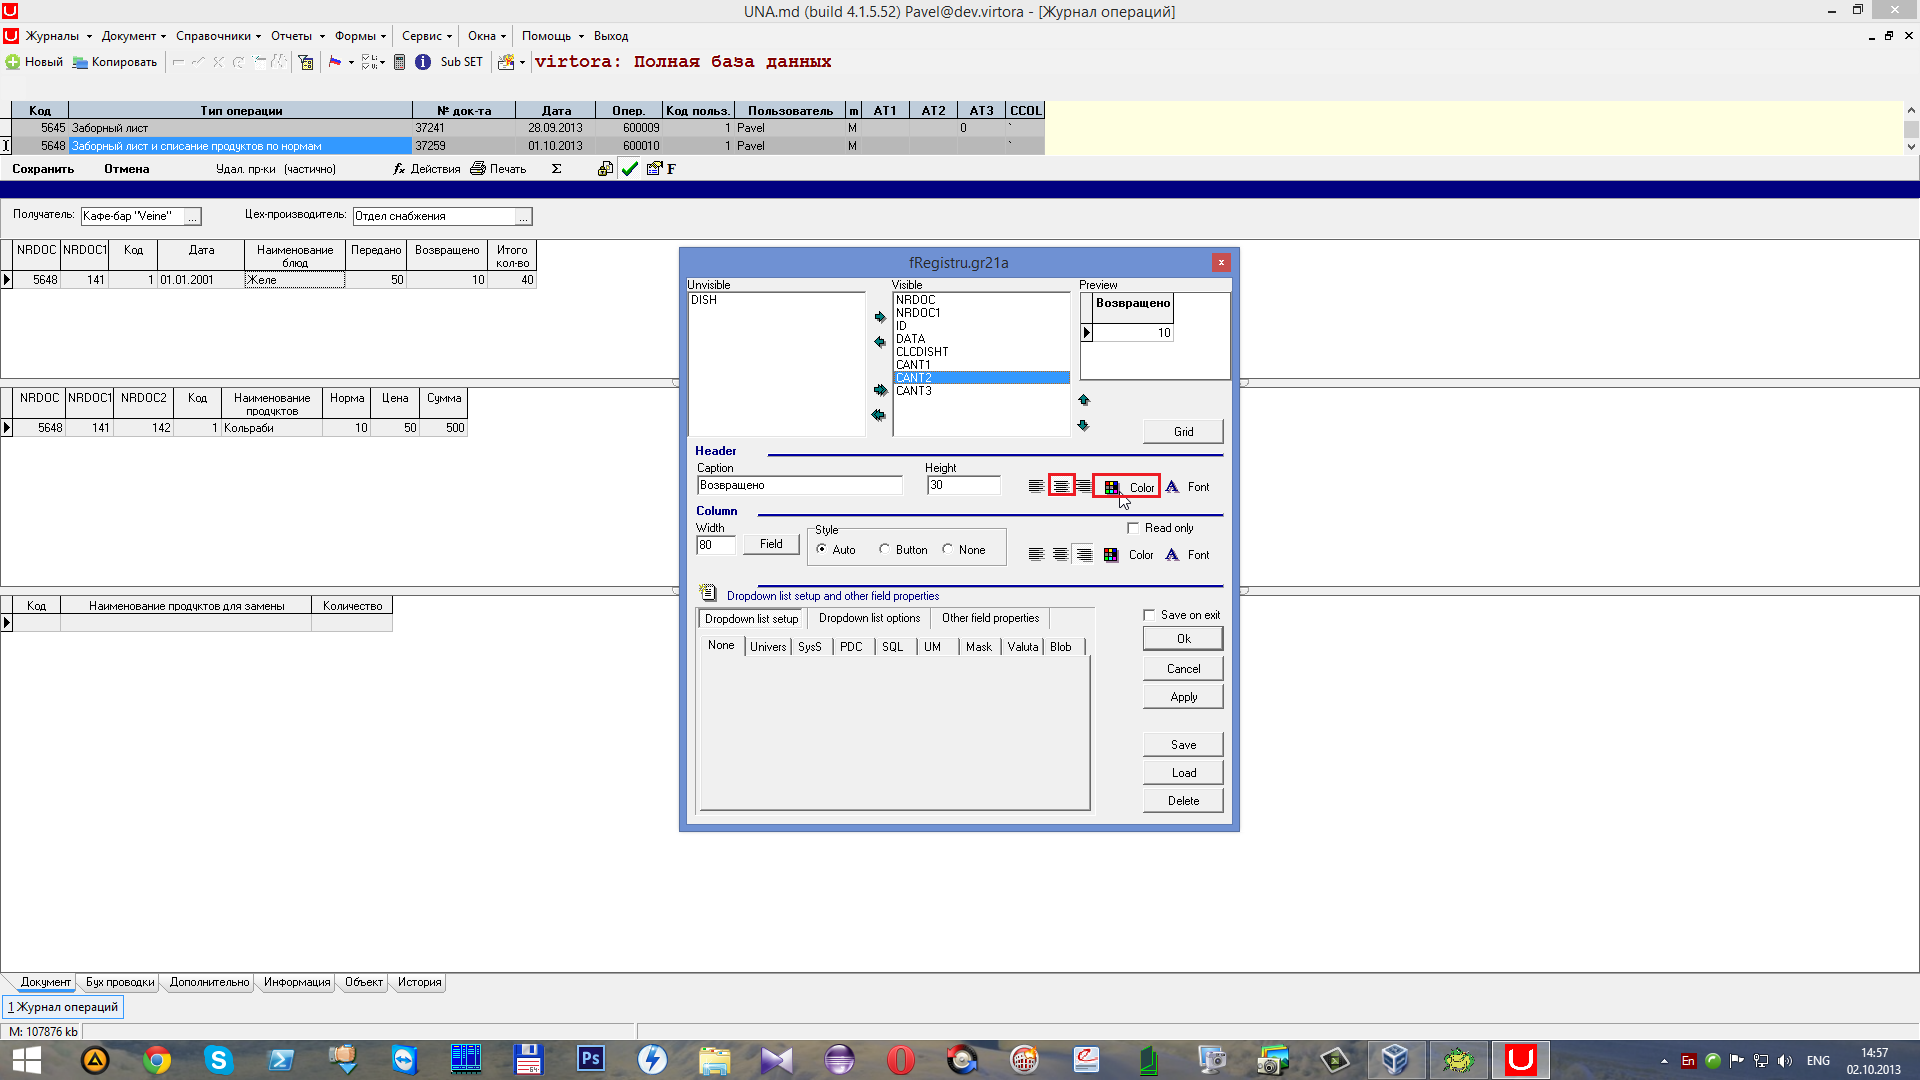 UNA.md (build 4.1.5.52) Pavel@dev.virtora - [Журнал операций]
Журналы Документ Справочники Отчеты Формы Сервис Окна Помощь Выход
Новый Копировать Sub SET virtora: Полная база данных
Код Тип операции № док-та Дата Опер. Код польз. Пользователь m AT1 AT2 AT3 CCOL
5645 Заборный лист 37241 28.09.2013 600009 1 Pavel M 0 `
5648 Заборный лист и списание продуктов по нормам 37259 01.10.2013 600010 1 Pavel M `
Сохранить Отмена Удал. пр-ки (частично) fx Действия Печать Σ F
Получатель: Кафе-бар "Veine" ... Цех-производитель: Отдел снабжения ...
NRDOC NRDOC1 Код Дата Наименование блюд Передано Возвращено Итого кол-во
5648 141 1 01.01.2001 Желе 50 10 40
NRDOC NRDOC1 NRDOC2 Код Наименование продуктов Норма Цена Сумма
5648 141 142 1 Кольраби 10 50 500
Код Наименование продуктов для замены Количество
fRegistru.gr21a x
Unvisible Visible Preview
DISH
NRDOC
NRDOC1
ID
DATA
CLCDISHT
CANT1
CANT2
CANT3
Возвращено
10
Grid
Header
Caption Height
Возвращено 30 Color A Font
Column
Width Style Read only
80 Field Auto Button None Color A Font
Dropdown list setup and other field properties
Dropdown list setup Dropdown list options Other field properties
None Univers SysS PDC SQL UM Mask Valuta Blob
Save on exit
Ok
Cancel
Apply
Save
Load
Delete
Документ Бух проводки Дополнительно Информация Объект История
1 Журнал операций
M: 107876 kb
Ps En ENG 14:57
02.10.2013